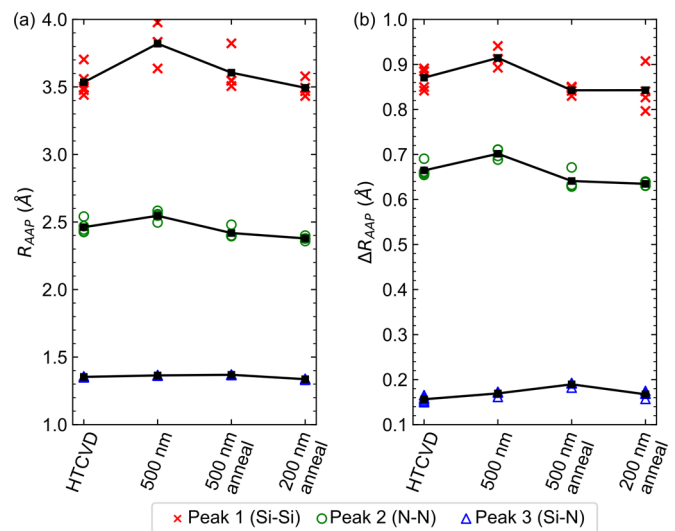 (a)
4.0
3.5
3.0
2.5
2.0
1.5
1.0
R_AAP (Å)
HTCVD
500 nm
500 nm
anneal
200 nm
anneal
(b)
1.0
0.9
0.8
0.7
0.6
0.5
0.4
0.3
0.2
0.1
ΔR_AAP (Å)
HTCVD
500 nm
500 nm
anneal
200 nm
anneal
Peak 1 (Si-Si) Peak 2 (N-N) Peak 3 (Si-N)